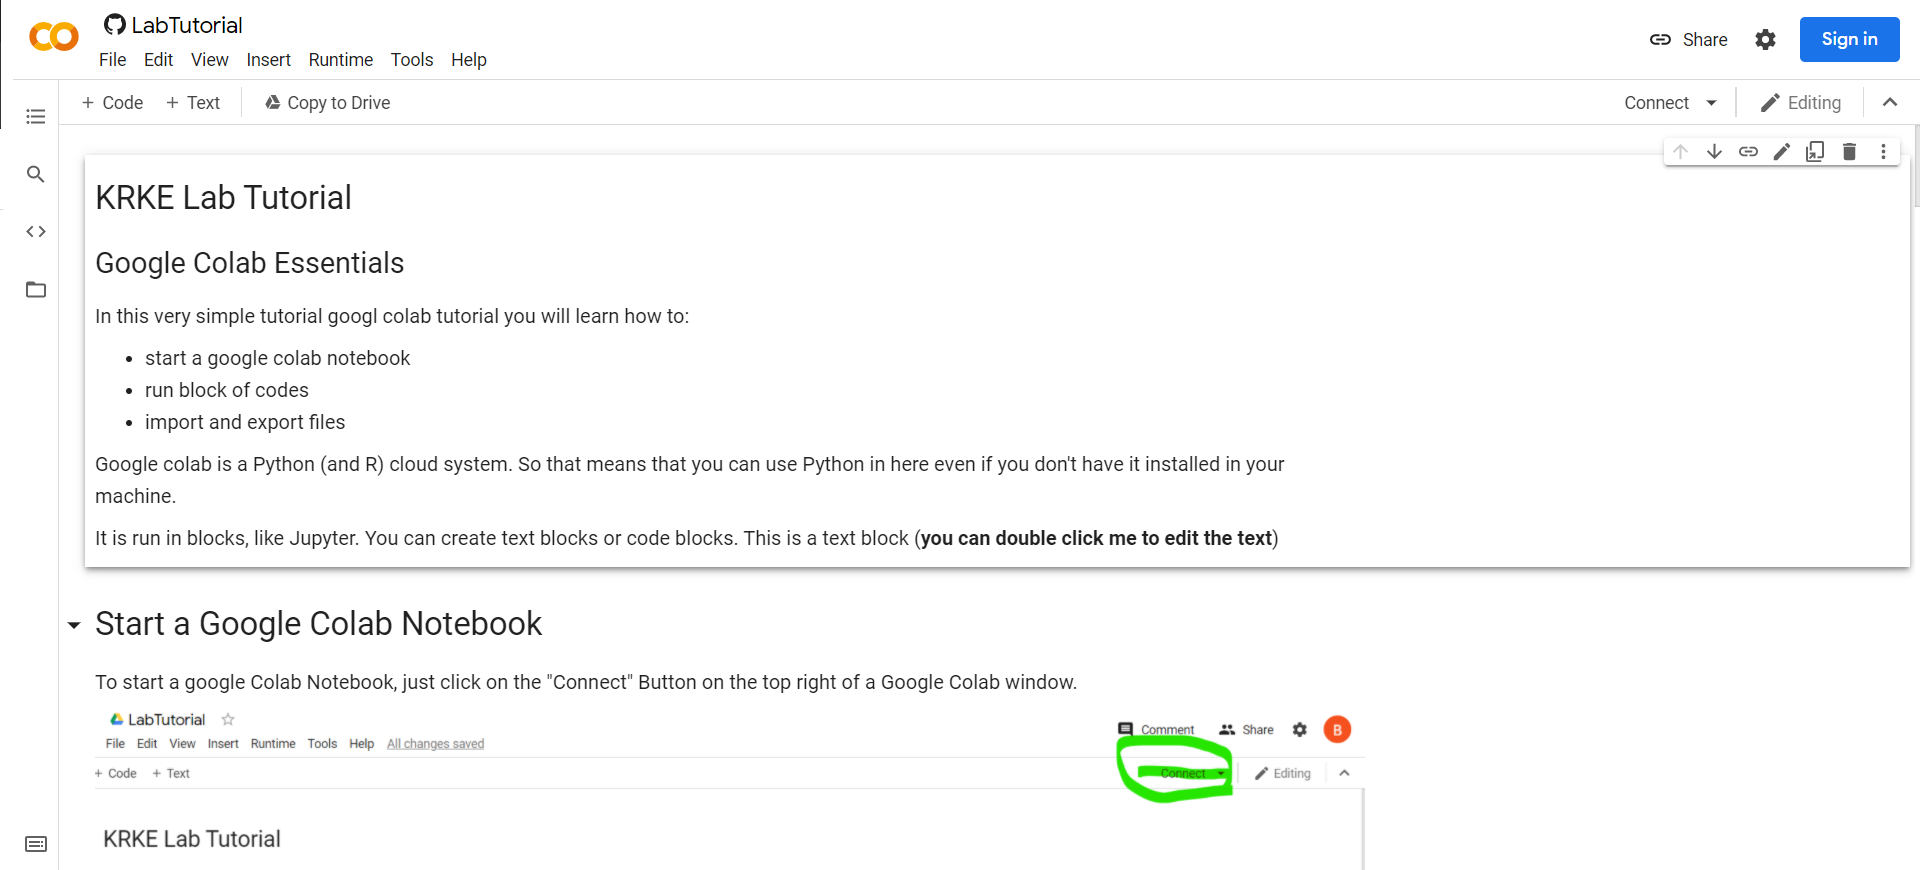 LabTutorial
File Edit View Insert Runtime Tools Help
Share
Sign in
+ Code + Text Copy to Drive
Connect Editing
KRKE Lab Tutorial
Google Colab Essentials
In this very simple tutorial googl colab tutorial you will learn how to:
• start a google colab notebook
• run block of codes
• import and export files
Google colab is a Python (and R) cloud system. So that means that you can use Python in here even if you don't have it installed in your
machine.
It is run in blocks, like Jupyter. You can create text blocks or code blocks. This is a text block (you can double click me to edit the text)
Start a Google Colab Notebook
To start a google Colab Notebook, just click on the "Connect" Button on the top right of a Google Colab window.
LabTutorial
Comment Share B
File Edit View Insert Runtime Tools Help All changes saved
+ Code + Text
Connect Editing
KRKE Lab Tutorial